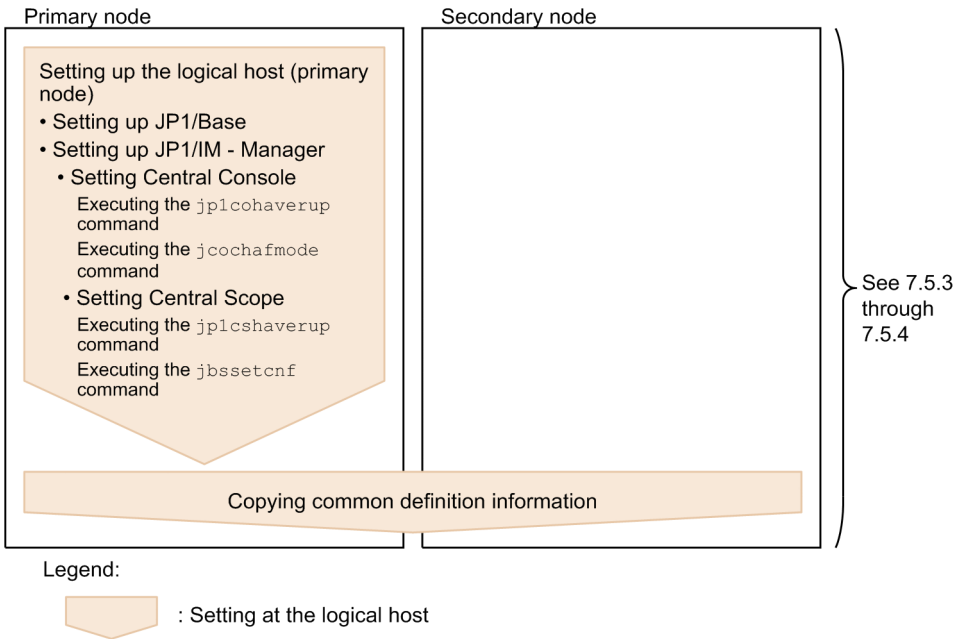 Primary node
Secondary node
Setting up the logical host (primary
node)
• Setting up JP1/Base
• Setting up JP1/IM - Manager
• Setting Central Console
Executing the jp1cohaverup
command
Executing the jcochafmode
command
• Setting Central Scope
Executing the jp1cshaverup
command
Executing the jbssetcnf
command
See 7.5.3
through
7.5.4
Copying common definition information
Legend:
: Setting at the logical host